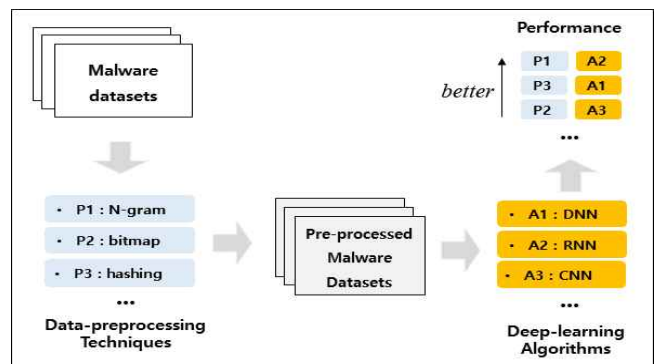 Malware
datasets
• P1 : N-gram
• P2 : bitmap
• P3 : hashing
•••
Data-preprocessing
Techniques
Pre-processed
Malware
Datasets
• A1 : DNN
• A2 : RNN
• A3 : CNN
•••
Deep-learning
Algorithms
Performance
better
P1 A2
P3 A1
P2 A3
•••